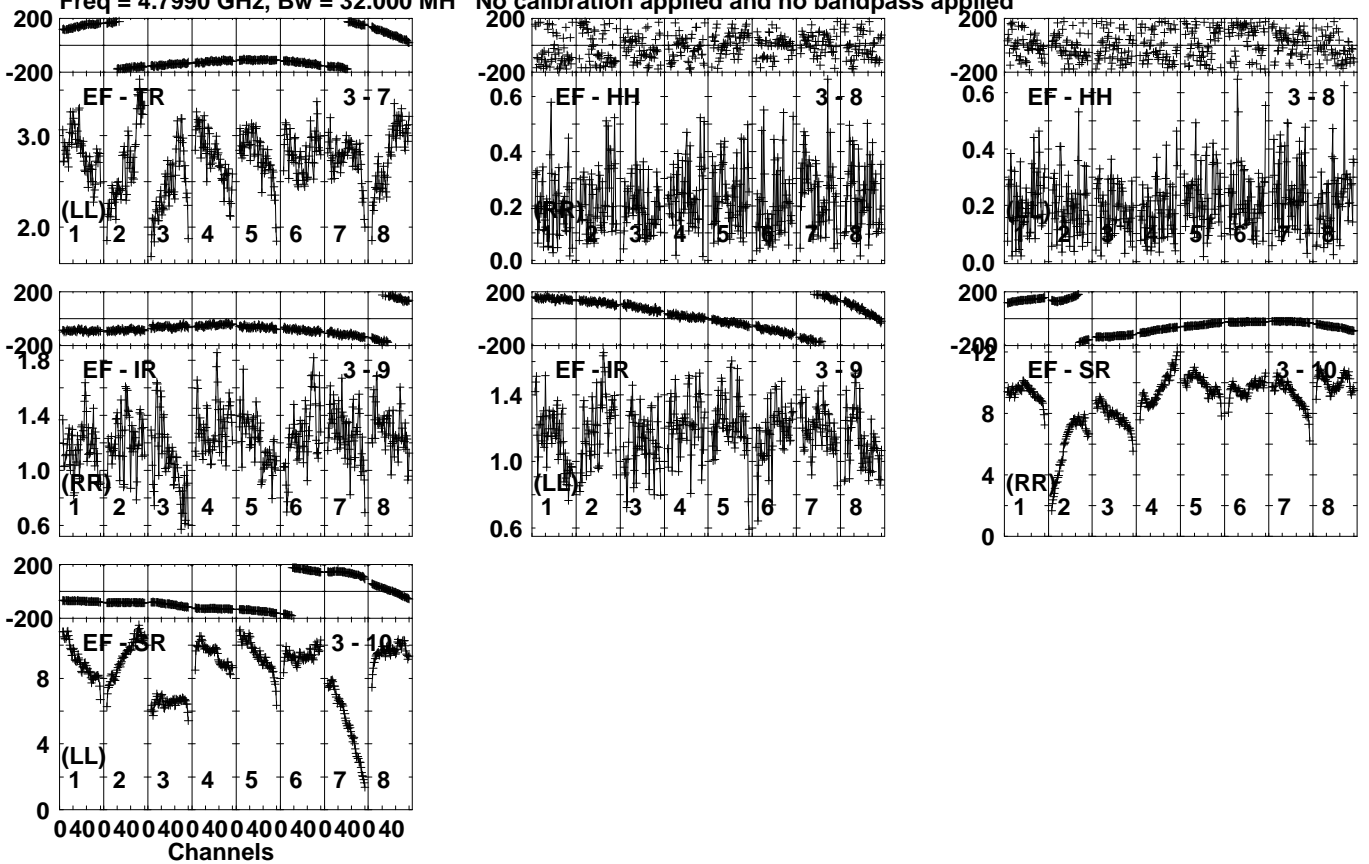 Freq = 4.7990 GHz, Bw = 32.000 MH No calibration applied and no bandpass applied
200 200 200
-200 -200 -200
EF - TR 3 - 7 EF - HH 3 - 8 EF - HH 3 - 8
3.0 0.6 0.4 0.2 0.0 0.6 0.4 0.2 0.0
2.0
(LL) (RR)
1 2 3 4 5 6 7 8 1 2 3 4 5 6 7 8 1 2 3 4 5 6 7 8
200 200 200
-200 -200 -200
EF - IR 3 - 9 EF - IR 3 - 9 EF - SR 3 - 10
1.8 1.4 1.0 0.6 1.4 1.0 0.6 12 8 4 0
(RR) (LL) (RR)
1 2 3 4 5 6 7 8 1 2 3 4 5 6 7 8 1 2 3 4 5 6 7 8
200
-200
EF - SR 3 - 10
8
4
(LL)
1 2 3 4 5 6 7 8
0
0 40 0 40 0 40 0 40 0 40 0 40 0 40 0 40
Channels